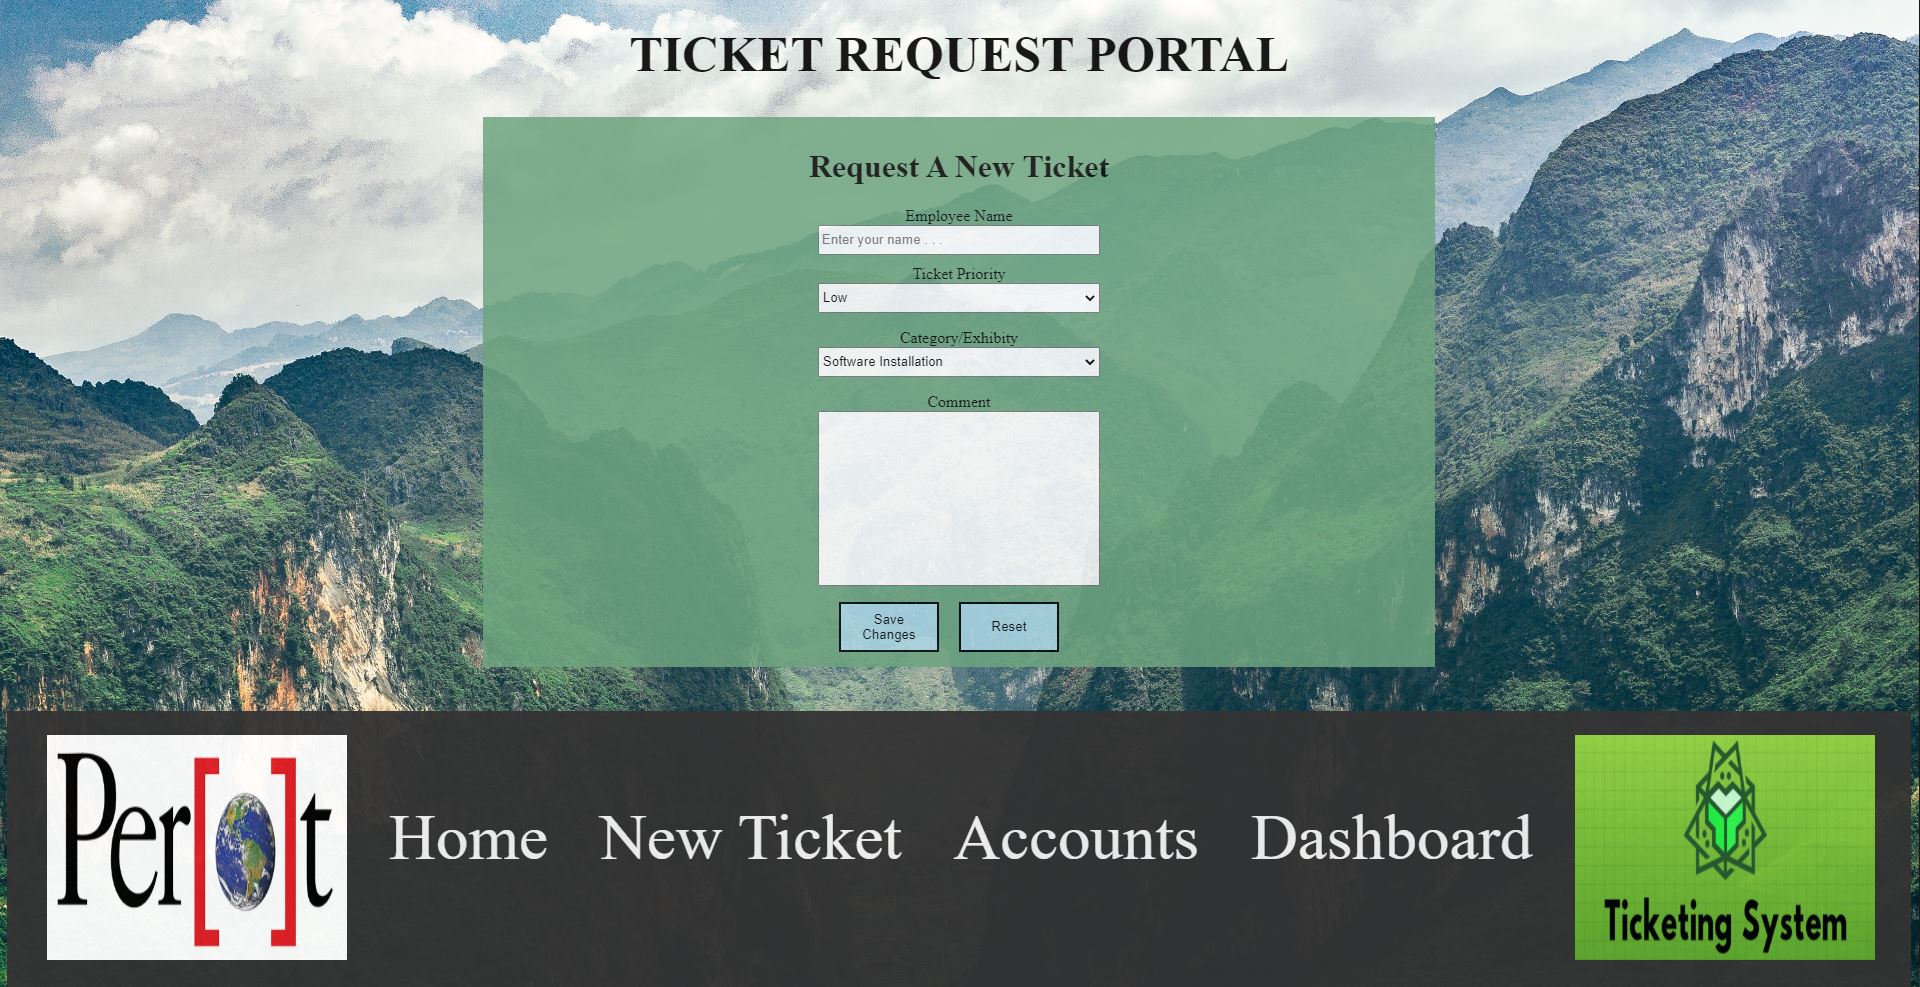 TICKET REQUEST PORTAL
Request A New Ticket
Employee Name
Enter your name . . .
Ticket Priority
Low
Category/Exhibity
Software Installation
Comment
Save
Changes
Reset
Per[o]t
Home
New Ticket
Accounts
Dashboard
Ticketing System